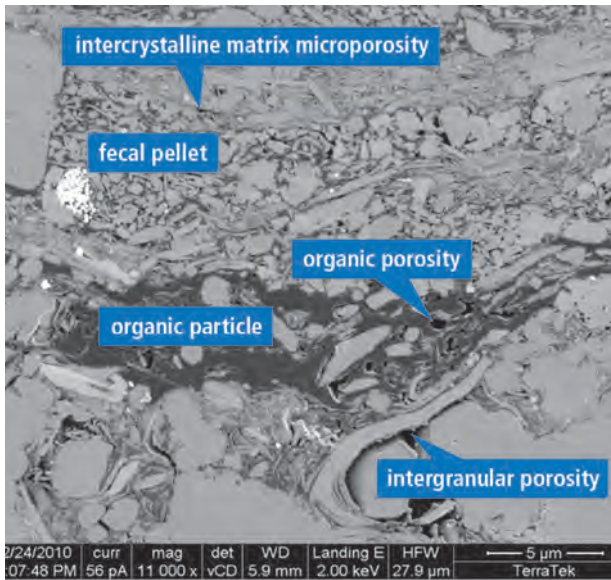 intercrystalline matrix microporosity
fecal pellet
organic porosity
organic particle
intergranular porosity
2/24/2010 curr mag det WD Landing E HFW 5 µm
:07:48 PM 56 pA 11 000 x vCD 5.9 mm 2.00 keV 27.9 µm TerraTek